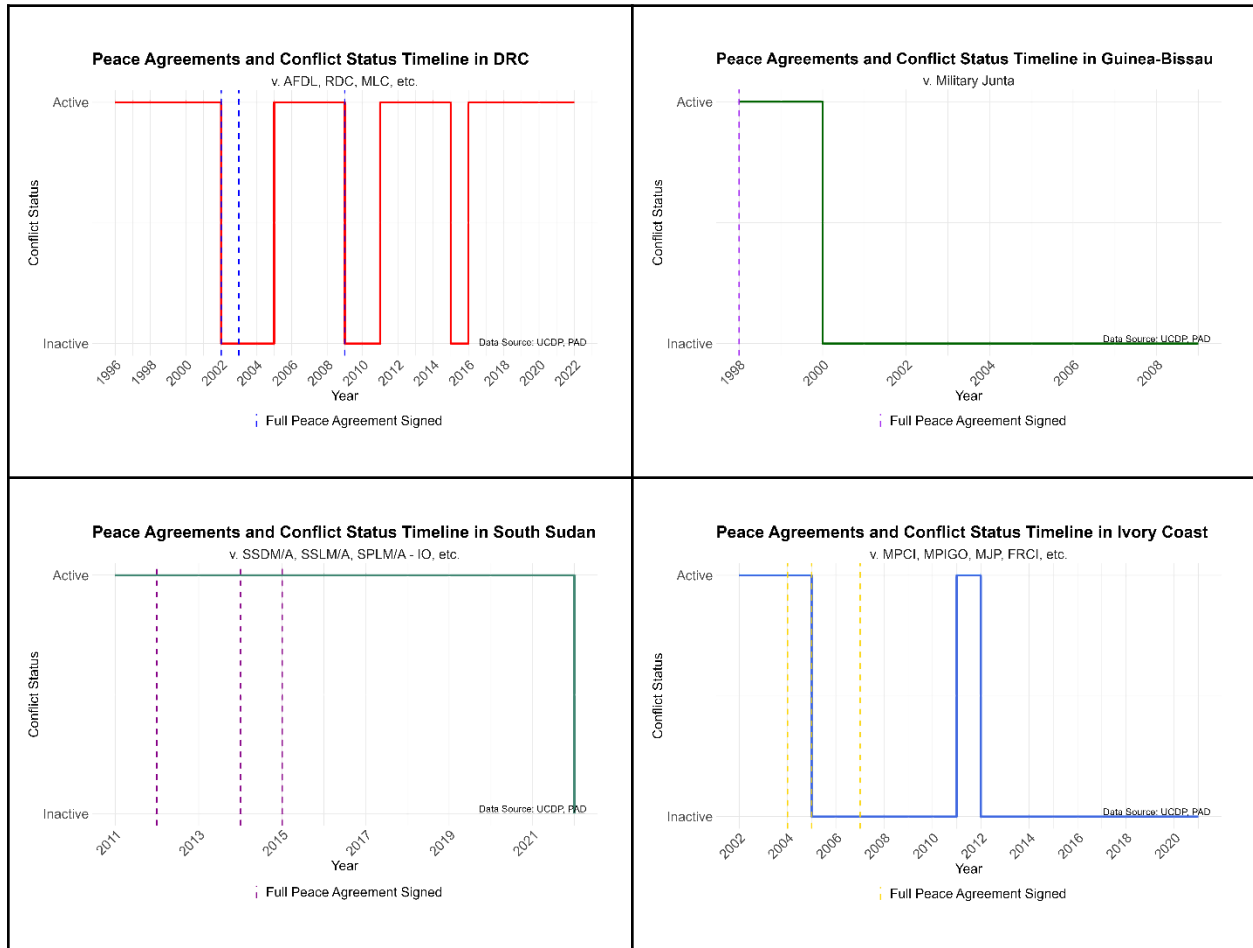 Peace Agreements and Conflict Status Timeline in DRC
v. AFDL, RDC, MLC, etc.
Active
Conflict Status
Inactive
Data Source: UCDP, PAD
1996 1998 2000 2002 2004 2006 2008 2010 2012 2014 2016 2018 2020 2022
Year
Full Peace Agreement Signed
Peace Agreements and Conflict Status Timeline in Guinea-Bissau
v. Military Junta
Active
Conflict Status
Inactive
Data Source: UCDP, PAD
1998 2000 2002 2004 2006 2008
Year
Full Peace Agreement Signed
Peace Agreements and Conflict Status Timeline in South Sudan
v. SSDM/A, SSLM/A, SPLM/A - IO, etc.
Active
Conflict Status
Inactive
Data Source: UCDP, PAD
2011 2013 2015 2017 2019 2021
Year
Full Peace Agreement Signed
Peace Agreements and Conflict Status Timeline in Ivory Coast
v. MPCI, MPIGO, MJP, FRCI, etc.
Active
Conflict Status
Inactive
Data Source: UCDP, PAD
2002 2004 2006 2008 2010 2012 2014 2016 2018 2020
Year
Full Peace Agreement Signed